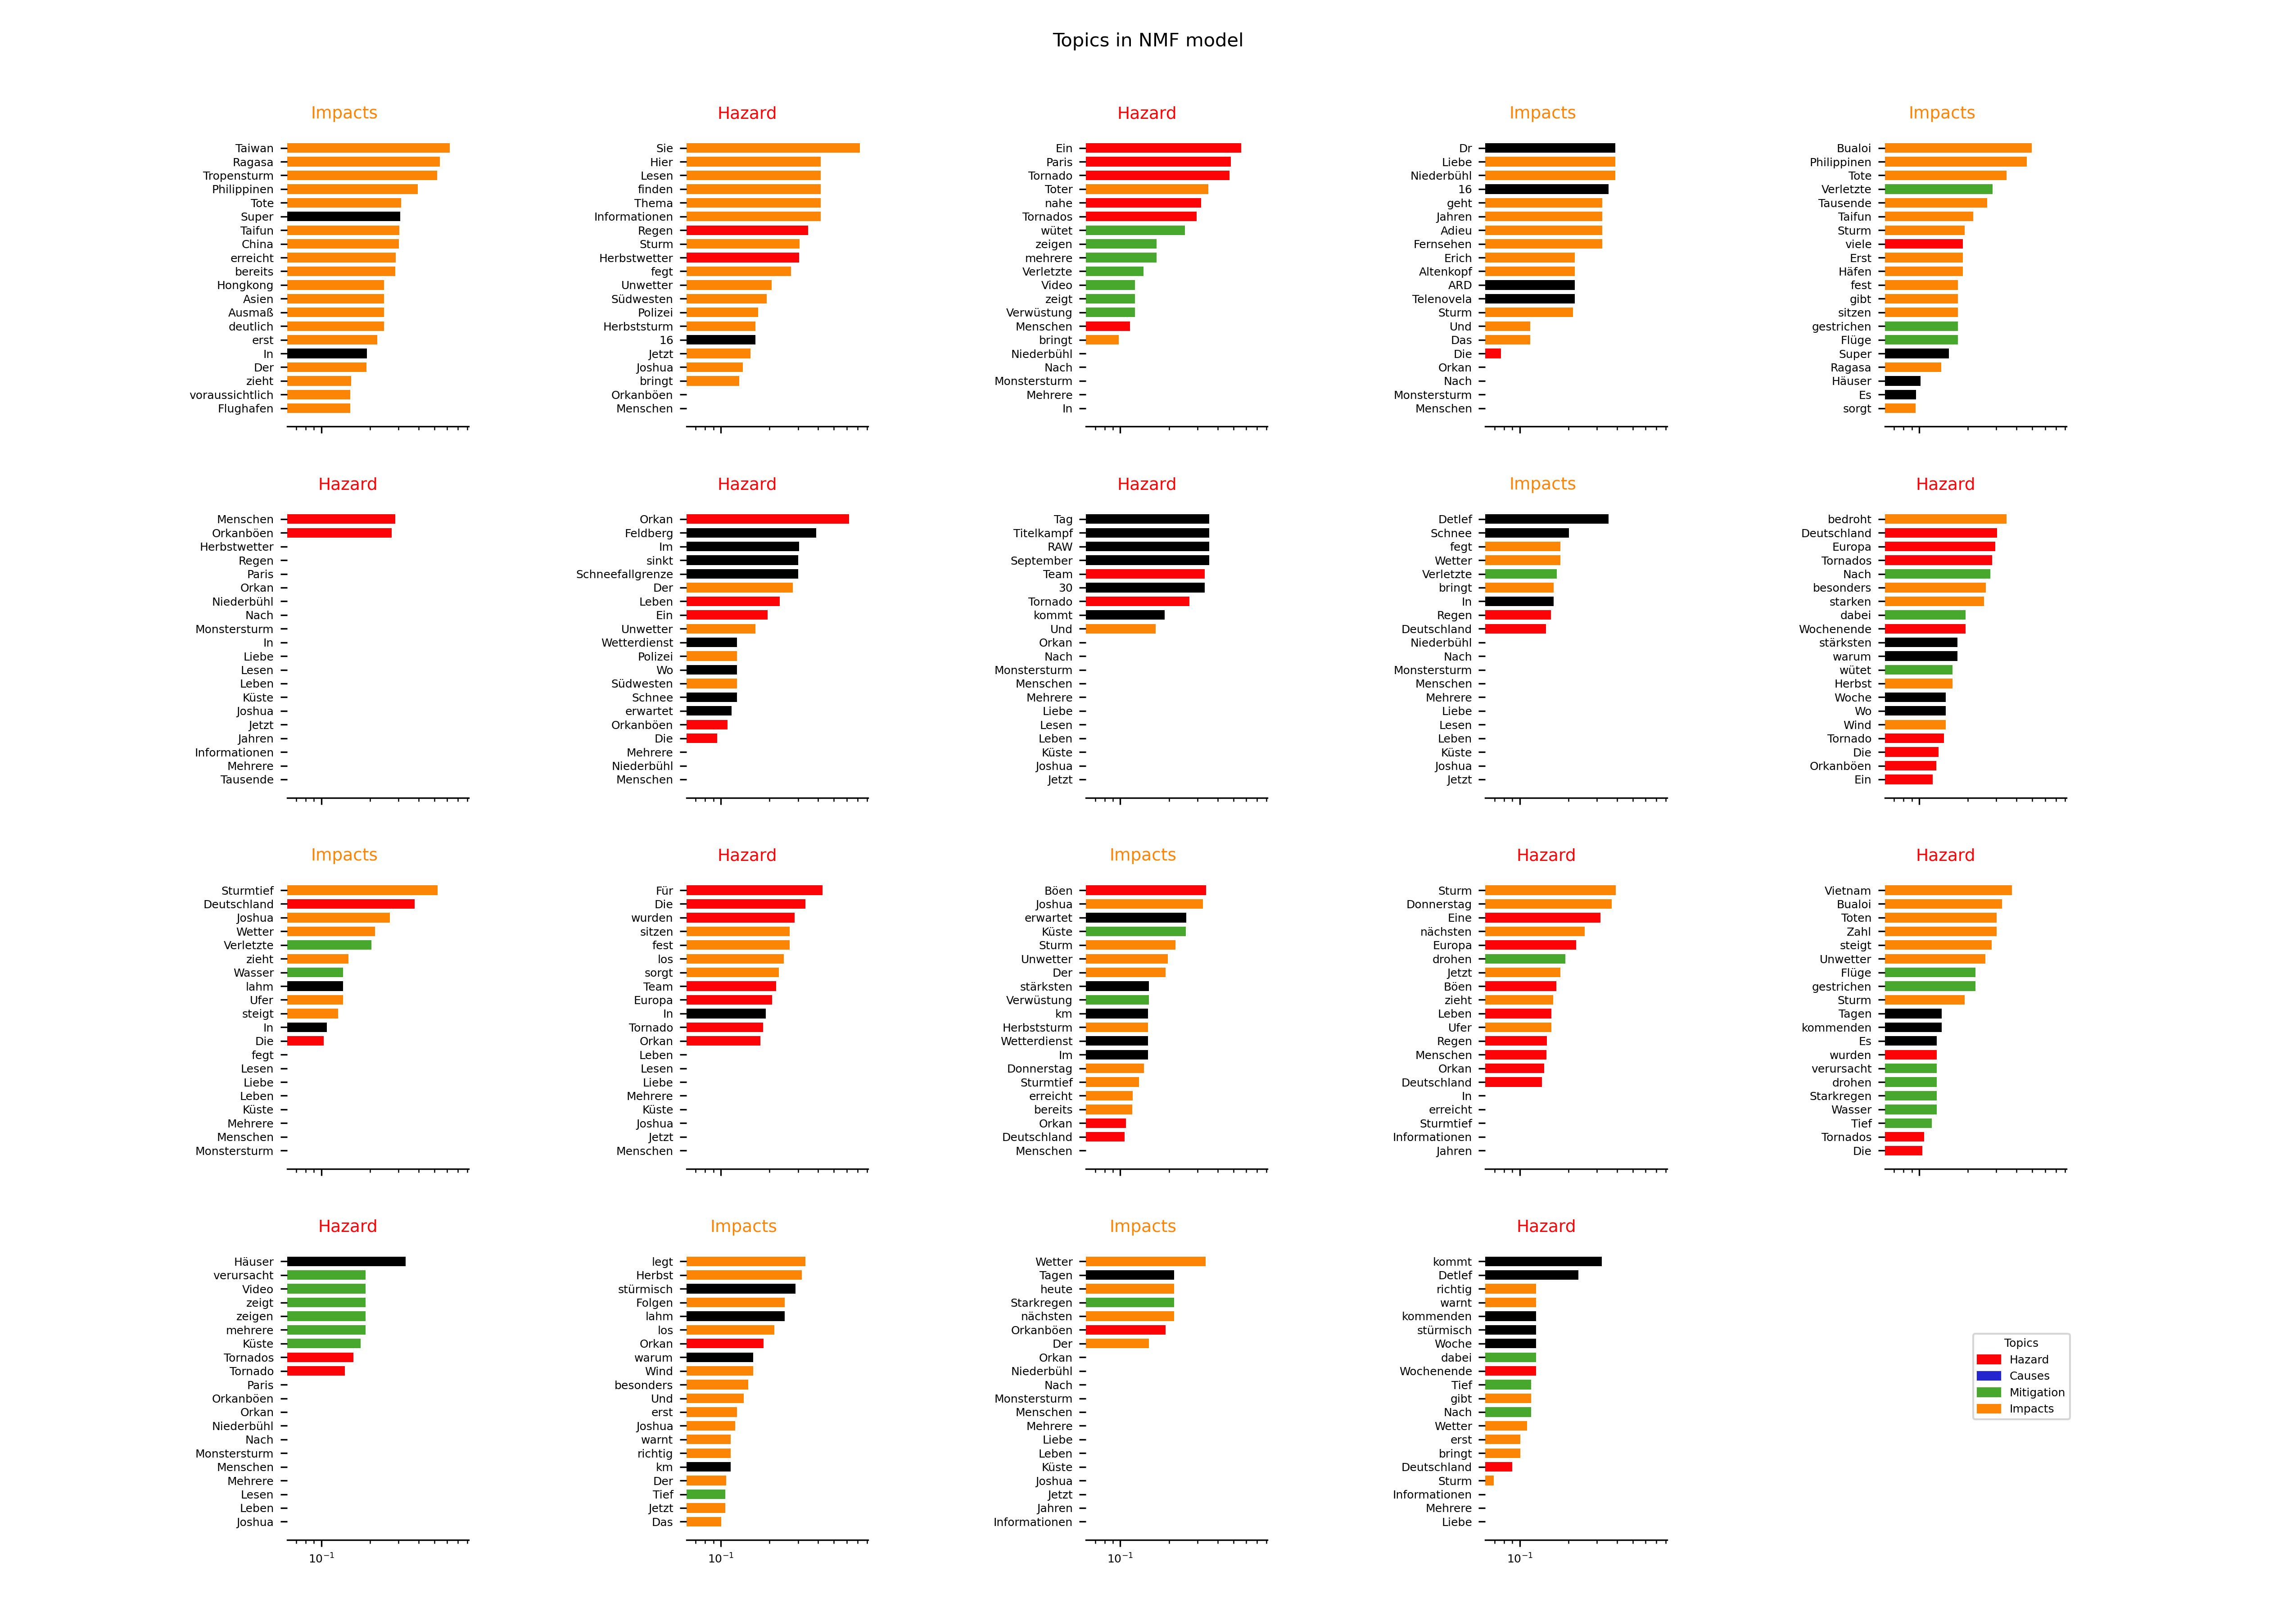 Topics in NMF model
Impacts
Taiwan
Ragasa
Tropensturm
Philippinen
Tote
Super
Taifun
China
erreicht
bereits
Hongkong
Asien
Ausmaß
deutlich
erst
In
Der
zieht
voraussichtlich
Flughafen
Hazard
Sie
Hier
Lesen
finden
Thema
Informationen
Regen
Sturm
Herbstwetter
fegt
Unwetter
Südwesten
Polizei
Herbststurm
16
Jetzt
Joshua
bringt
Orkanböen
Menschen
Hazard
Ein
Paris
Tornado
Toter
nahe
Tornados
wütet
zeigen
mehrere
Verletzte
Video
zeigt
Verwüstung
Menschen
bringt
Niederbühl
Nach
Monstersturm
Mehrere
In
Impacts
Dr
Liebe
Niederbühl
16
geht
Jahren
Adieu
Fernsehen
Erich
Altenkopf
ARD
Telenovela
Sturm
Und
Das
Die
Orkan
Nach
Monstersturm
Menschen
Impacts
Bualoi
Philippinen
Tote
Verletzte
Tausende
Taifun
Sturm
viele
Erst
Häfen
fest
gibt
sitzen
gestrichen
Flüge
Super
Ragasa
Häuser
Es
sorgt
Hazard
Menschen
Orkanböen
Herbstwetter
Regen
Paris
Orkan
Niederbühl
Nach
Monstersturm
In
Liebe
Lesen
Leben
Küste
Joshua
Jetzt
Jahren
Informationen
Mehrere
Tausende
Hazard
Orkan
Feldberg
Im
sinkt
Schneefallgrenze
Der
Leben
Ein
Unwetter
Wetterdienst
Polizei
Wo
Südwesten
Schnee
erwartet
Orkanböen
Die
Mehrere
Niederbühl
Menschen
Hazard
Tag
Titelkampf
RAW
September
Team
30
Tornado
kommt
Und
Orkan
Nach
Monstersturm
Menschen
Mehrere
Liebe
Lesen
Leben
Küste
Joshua
Jetzt
Impacts
Detlef
Schnee
fegt
Wetter
Verletzte
bringt
In
Regen
Deutschland
Niederbühl
Nach
Monstersturm
Menschen
Mehrere
Liebe
Lesen
Leben
Küste
Joshua
Jetzt
Hazard
bedroht
Deutschland
Europa
Tornados
Nach
besonders
starken
dabei
Wochenende
stärksten
warum
wütet
Herbst
Woche
Wo
Wind
Tornado
Die
Orkanböen
Ein
Impacts
Sturmtief
Deutschland
Joshua
Wetter
Verletzte
zieht
Wasser
lahm
Ufer
steigt
In
Die
fegt
Lesen
Liebe
Leben
Küste
Mehrere
Menschen
Monstersturm
Hazard
Für
Die
wurden
sitzen
fest
los
sorgt
Team
Europa
In
Tornado
Orkan
Leben
Lesen
Liebe
Mehrere
Küste
Joshua
Jetzt
Menschen
Impacts
Böen
Joshua
erwartet
Küste
Sturm
Unwetter
Der
stärksten
Verwüstung
km
Herbststurm
Wetterdienst
Im
Donnerstag
Sturmtief
erreicht
bereits
Orkan
Deutschland
Menschen
Hazard
Sturm
Donnerstag
Eine
nächsten
Europa
drohen
Jetzt
Böen
zieht
Leben
Ufer
Regen
Menschen
Orkan
Deutschland
In
erreicht
Sturmtief
Informationen
Jahren
Hazard
Vietnam
Bualoi
Toten
Zahl
steigt
Unwetter
Flüge
gestrichen
Sturm
Tagen
kommenden
Es
wurden
verursacht
drohen
Starkregen
Wasser
Tief
Tornados
Die
Hazard
Häuser
verursacht
Video
zeigt
zeigen
mehrere
Küste
Tornados
Tornado
Paris
Orkanböen
Orkan
Niederbühl
Nach
Monstersturm
Menschen
Mehrere
Lesen
Leben
Joshua
10⁻¹
Impacts
legt
Herbst
stürmisch
Folgen
lahm
los
Orkan
warum
Wind
besonders
Und
erst
Joshua
warnt
richtig
km
Der
Tief
Jetzt
Das
10⁻¹
Impacts
Wetter
Tagen
heute
Starkregen
nächsten
Orkanböen
Der
Orkan
Niederbühl
Nach
Monstersturm
Menschen
Mehrere
Liebe
Leben
Küste
Joshua
Jetzt
Jahren
Informationen
10⁻¹
Hazard
kommt
Detlef
richtig
warnt
kommenden
stürmisch
Woche
dabei
Wochenende
Tief
gibt
Nach
Wetter
erst
bringt
Deutschland
Sturm
Informationen
Mehrere
Liebe
10⁻¹
Topics
Hazard
Causes
Mitigation
Impacts